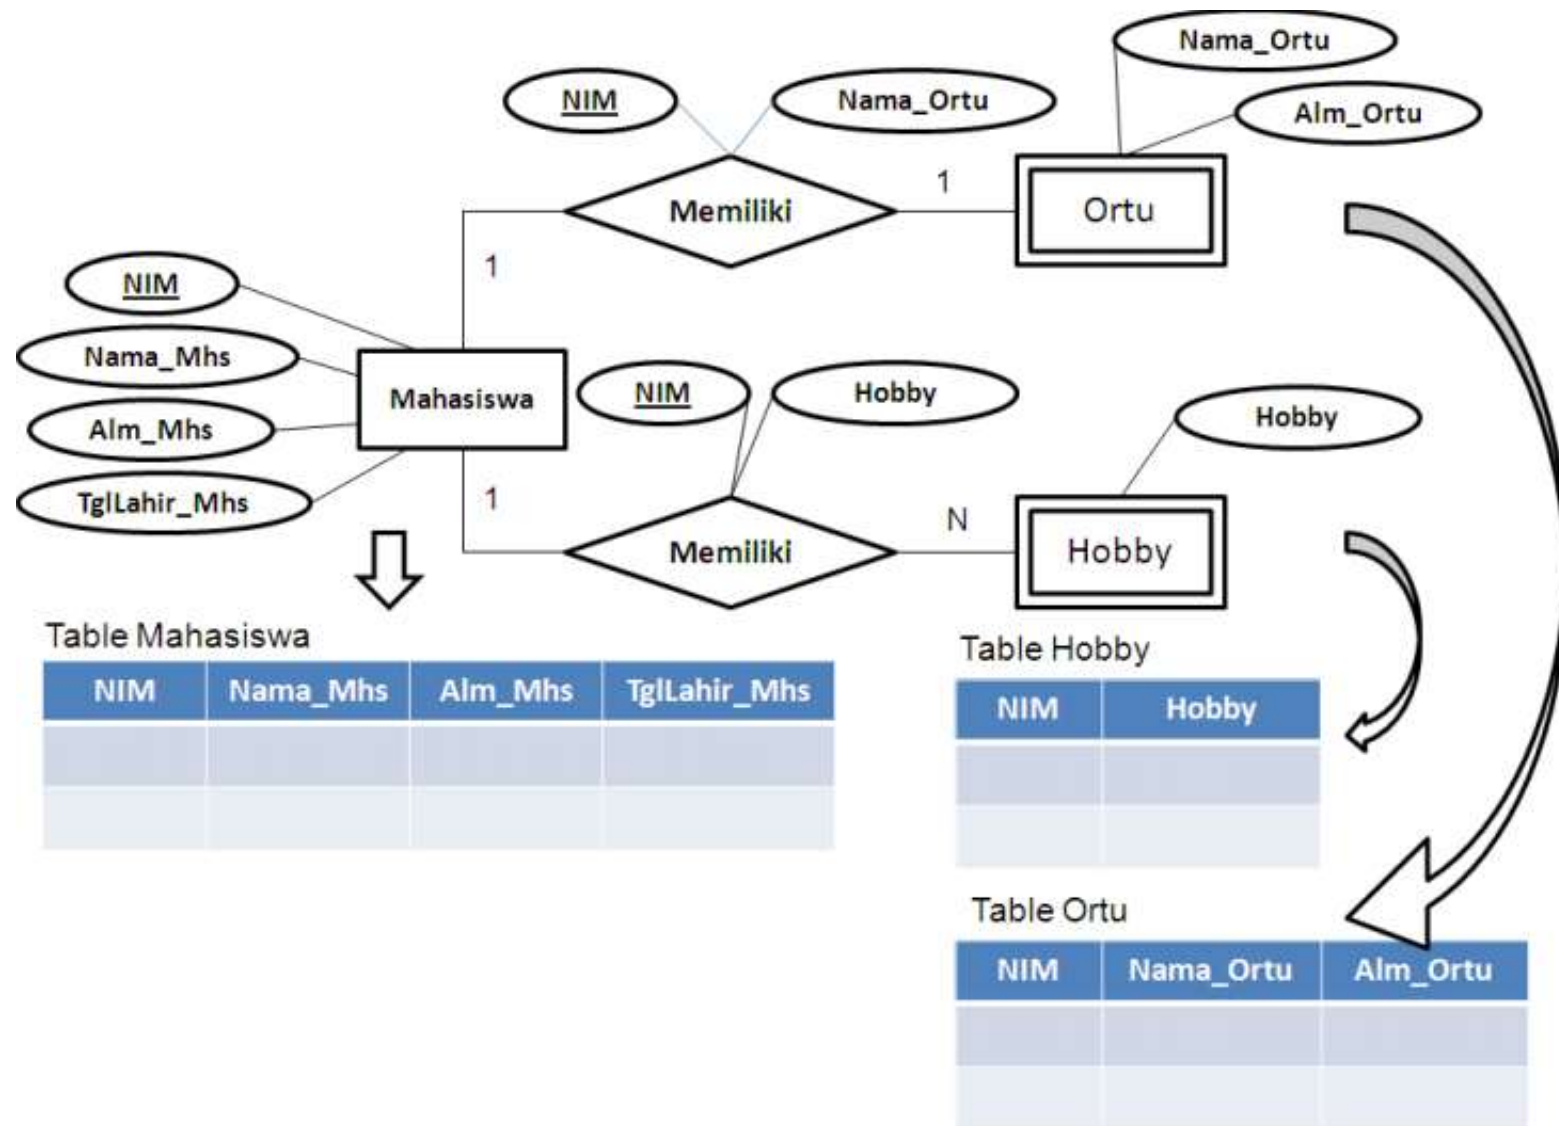 Nama_Ortu
NIM
Nama_Ortu
Alm_Ortu
Memiliki
1
Ortu
1
NIM
Nama_Mhs
Alm_Mhs
TglLahir_Mhs
Mahasiswa
NIM
Hobby
Hobby
1
Memiliki
N
Hobby
Table Mahasiswa
NIM Nama_Mhs Alm_Mhs TglLahir_Mhs
Table Hobby
NIM Hobby
Table Ortu
NIM Nama_Ortu Alm_Ortu